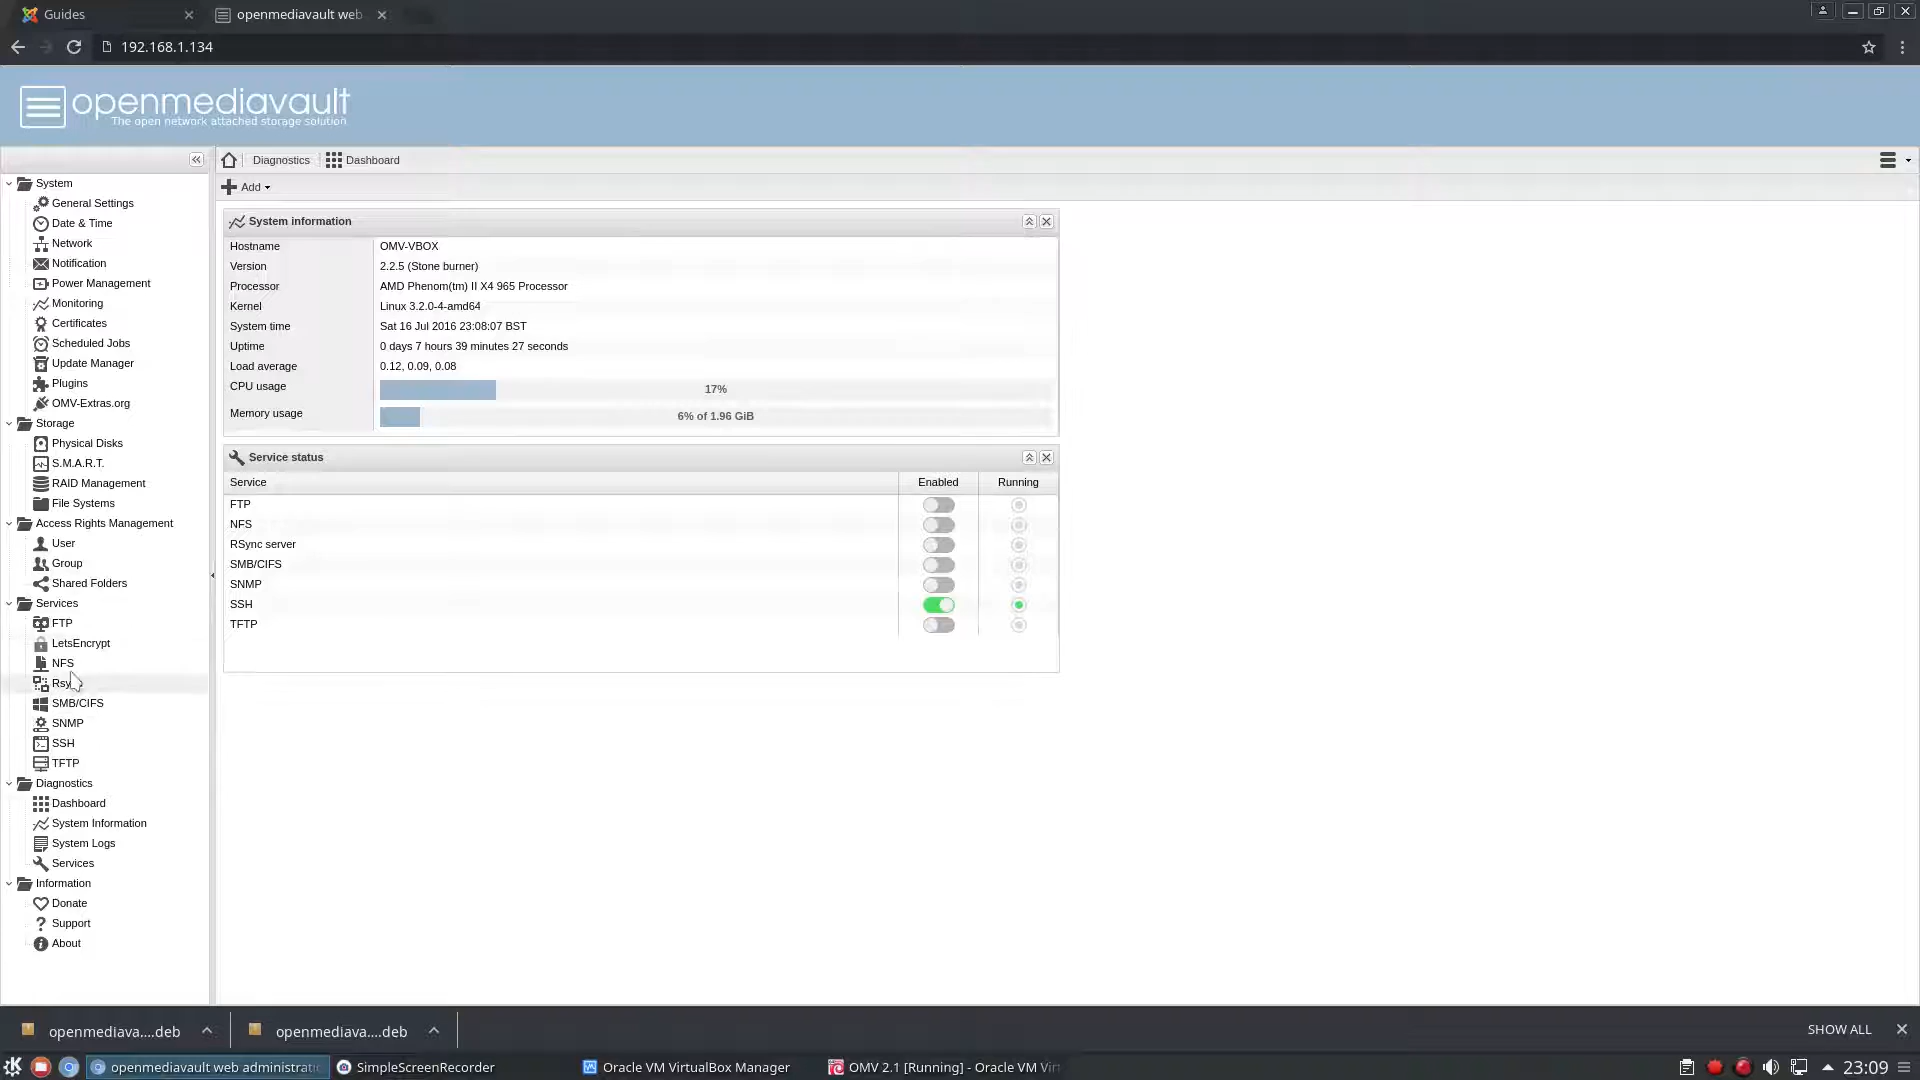 Guides
openmediavault web
192.168.1.134
openmediavault
The open network attached storage solution
Diagnostics
Dashboard
Add
System
General Settings
Date & Time
Network
Notification
Power Management
Monitoring
Certificates
Scheduled Jobs
Update Manager
Plugins
OMV-Extras.org
Storage
Physical Disks
S.M.A.R.T.
RAID Management
File Systems
Access Rights Management
User
Group
Shared Folders
Services
FTP
LetsEncrypt
NFS
SMB/CIFS
SNMP
SSH
TFTP
Diagnostics
Dashboard
System Information
System Logs
Services
Information
Donate
Support
About
System information
Hostname OMV-VBOX
Version 2.2.5 (Stone burner)
Processor AMD Phenom(tm) II X4 965 Processor
Kernel Linux 3.2.0-4-amd64
System time Sat 16 Jul 2016 23:08:07 BST
Uptime 0 days 7 hours 39 minutes 27 seconds
Load average 0.12, 0.09, 0.08
CPU usage 17%
Memory usage 6% of 1.96 GiB
Service status
Service Enabled Running
FTP
NFS
RSync server
SMB/CIFS
SNMP
SSH
TFTP
openmediava....deb
openmediava....deb
SHOW ALL
openmediavault web administrati
SimpleScreenRecorder
Oracle VM VirtualBox Manager
OMV 2.1 [Running] - Oracle VM Virt
23:09